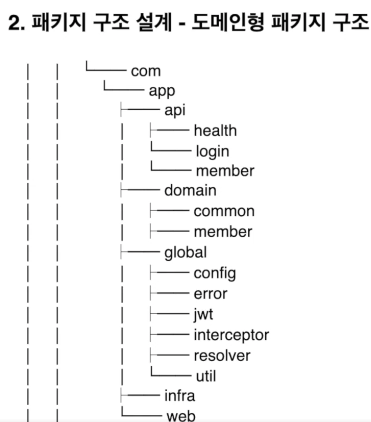 2. 패키지 구조 설계 - 도메인형 패키지 구조
com
app
api
health
login
member
domain
common
member
global
config
error
jwt
interceptor
resolver
util
infra
web